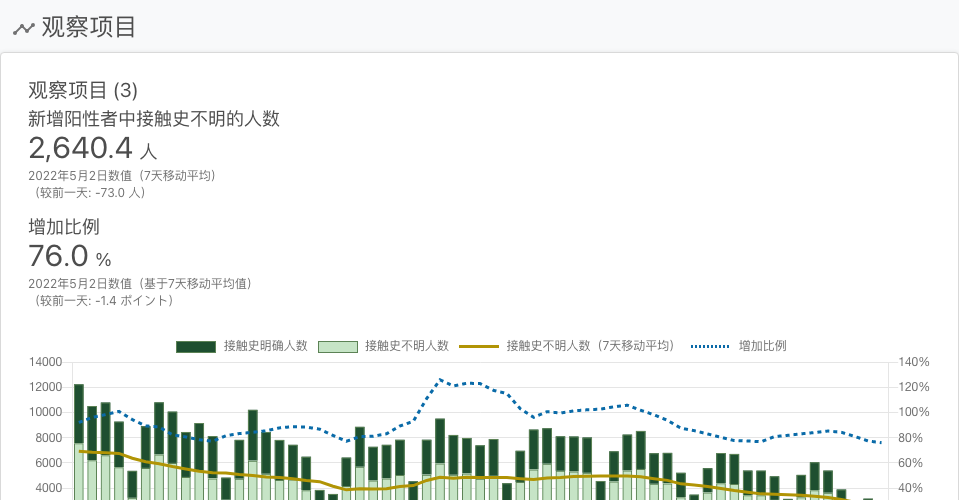 观察项目
观察项目 (3)
新增阳性者中接触史不明的人数
2,640.4 人
2022年5月2日数值（7天移动平均）
（较前一天: -73.0 人）
增加比例
76.0 %
2022年5月2日数值（基于7天移动平均值）
（较前一天: -1.4 ポイント）
接触史明确人数 接触史不明人数 接触史不明人数（7天移动平均） 增加比例
14000 140%
12000 120%
10000 100%
8000 80%
6000 60%
4000 40%